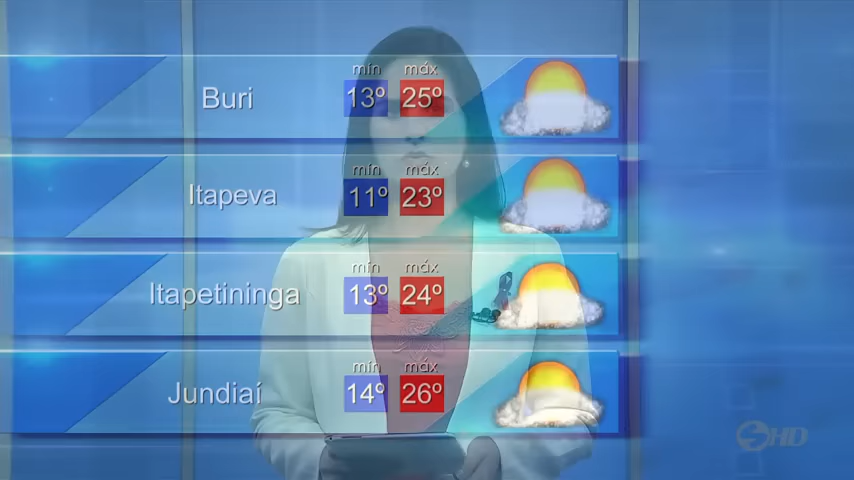 mín máx
Buri 13º 25º
mín máx
Itapeva 11º 23º
mín máx
Itapetininga 13º 24º
mín máx
Jundiaí 14º 26º
HD